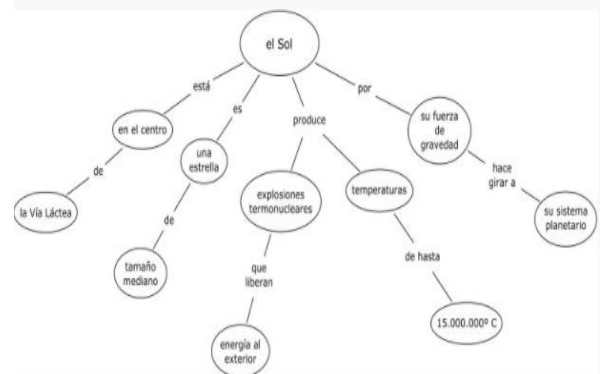 el Sol
está
es
produce
por
en el centro
una
estrella
su fuerza
de
gravedad
de
de
explosiones
termonucleares
temperaturas
hace
girar a
la Vía Láctea
tamaño
mediano
que
liberan
de hasta
su sistema
planetario
energía al
exterior
15.000.000º C